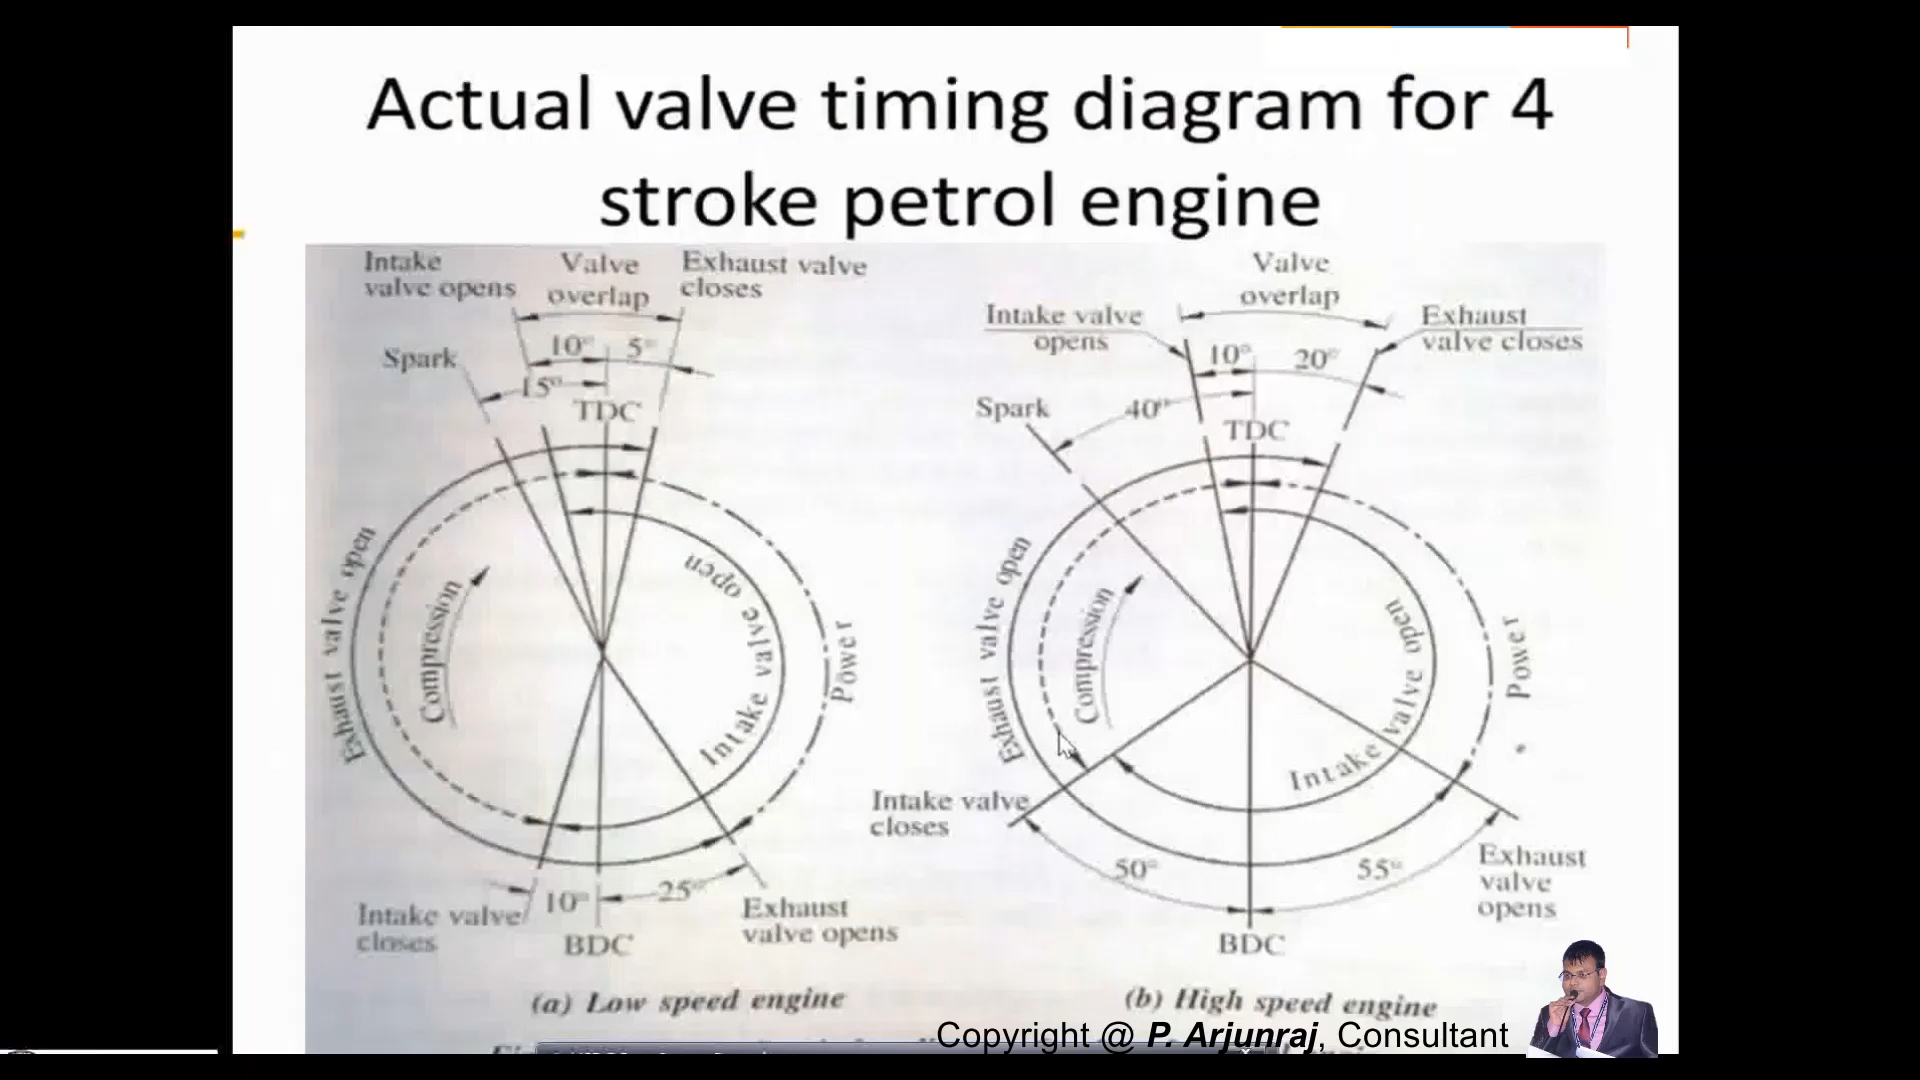 Actual valve timing diagram for 4
stroke petrol engine
Intake
valve opens
Valve
overlap
Exhaust valve
closes
Spark
10°
5°
15°
TDC
Exhaust valve open
Compression
Intake valve open
Power
Intake valve
closes
10°
25°
BDC
Exhaust
valve opens
(a) Low speed engine
Valve
overlap
Intake valve
opens
Exhaust
valve closes
10°
20°
Spark
40°
TDC
Exhaust valve open
Compression
Intake valve open
Power
Intake valve
closes
50°
55°
Exhaust
valve
opens
BDC
(b) High speed engine
Copyright @ P. Arjunraj, Consultant